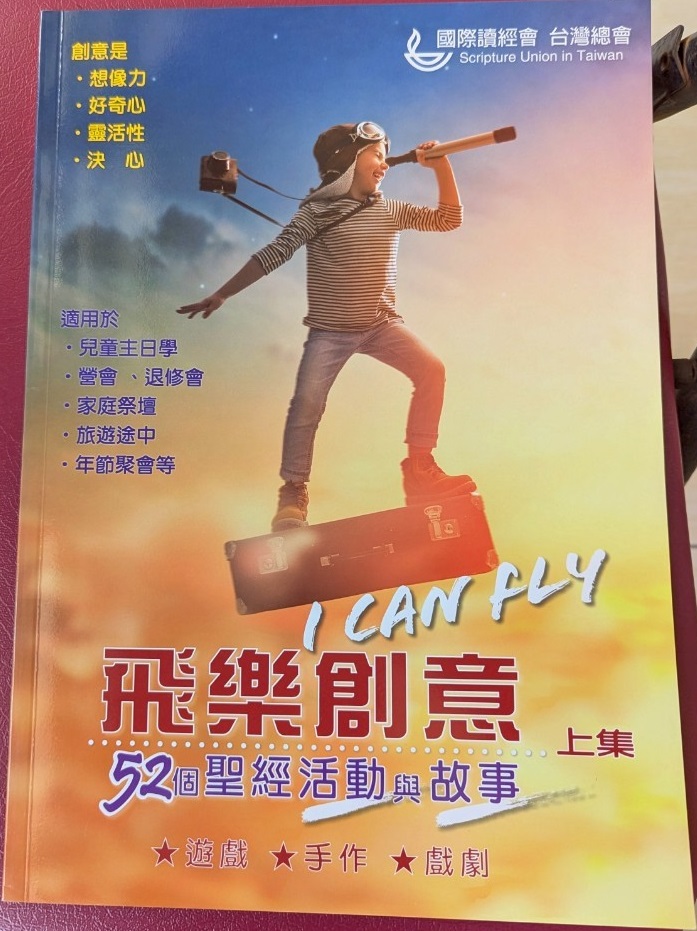 國際讀經會 台灣總會
Scripture Union in Taiwan
創意是
・想像力
・好奇心
・靈活性
・決 心
適用於
・兒童主日學
・營會、退修會
・家庭祭壇
・旅遊途中
・年節聚會等
I CAN FLY
飛樂創意 上集
52個聖經活動與故事
★遊戲 ★手作 ★戲劇